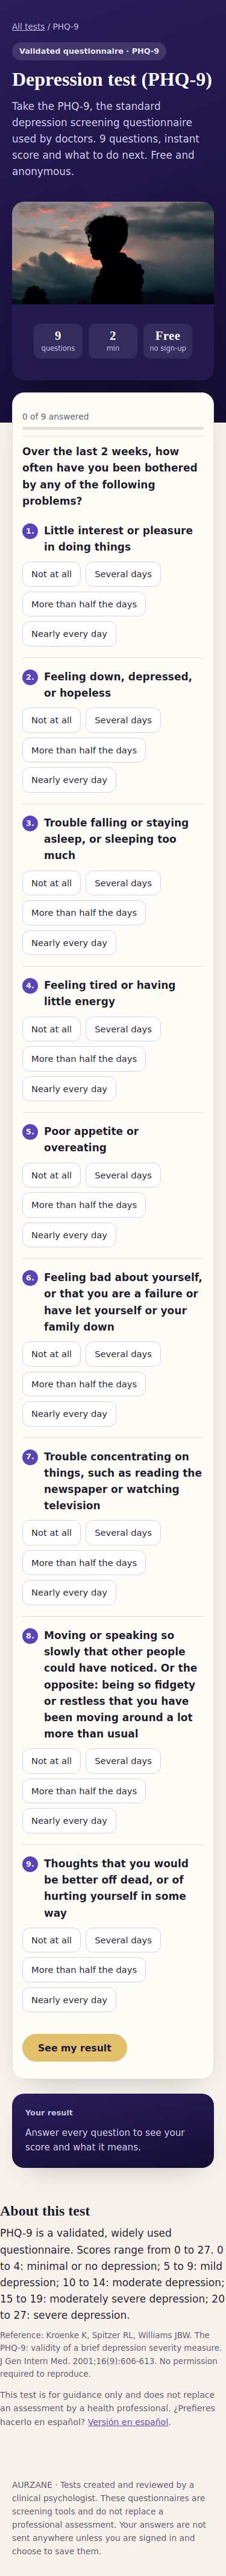 All tests / PHQ-9
Validated questionnaire · PHQ-9
Depression test (PHQ-9)
Take the PHQ-9, the standard
depression screening questionnaire
used by doctors. 9 questions, instant
score and what to do next. Free and
anonymous.
9
questions
2
min
Free
no sign-up
0 of 9 answered
Over the last 2 weeks, how
often have you been bothered
by any of the following
problems?
1. Little interest or pleasure
in doing things
Not at all Several days
More than half the days
Nearly every day
2. Feeling down, depressed,
or hopeless
Not at all Several days
More than half the days
Nearly every day
3. Trouble falling or staying
asleep, or sleeping too
much
Not at all Several days
More than half the days
Nearly every day
4. Feeling tired or having
little energy
Not at all Several days
More than half the days
Nearly every day
5. Poor appetite or
overeating
Not at all Several days
More than half the days
Nearly every day
6. Feeling bad about yourself,
or that you are a failure or
have let yourself or your
family down
Not at all Several days
More than half the days
Nearly every day
7. Trouble concentrating on
things, such as reading the
newspaper or watching
television
Not at all Several days
More than half the days
Nearly every day
8. Moving or speaking so
slowly that other people
could have noticed. Or the
opposite: being so fidgety
or restless that you have
been moving around a lot
more than usual
Not at all Several days
More than half the days
Nearly every day
9. Thoughts that you would
be better off dead, or of
hurting yourself in some
way
Not at all Several days
More than half the days
Nearly every day
See my result
Your result
Answer every question to see your
score and what it means.
About this test
PHQ-9 is a validated, widely used
questionnaire. Scores range from 0 to 27. 0
to 4: minimal or no depression; 5 to 9: mild
depression; 10 to 14: moderate depression;
15 to 19: moderately severe depression; 20
to 27: severe depression.
Reference: Kroenke K, Spitzer RL, Williams JBW. The
PHQ-9: validity of a brief depression severity measure.
J Gen Intern Med. 2001;16(9):606-613. No permission
required to reproduce.
This test is for guidance only and does not replace
an assessment by a health professional. ¿Prefieres
hacerlo en español? Versión en español.
AURZANE · Tests created and reviewed by a
clinical psychologist. These questionnaires are
screening tools and do not replace a
professional assessment. Your answers are not
sent anywhere unless you are signed in and
choose to save them.